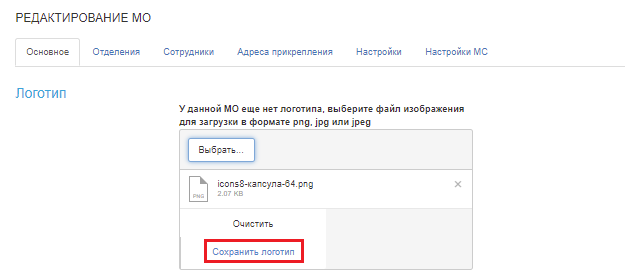 РЕДАКТИРОВАНИЕ МО
Основное Отделения Сотрудники Адреса прикрепления Настройки Настройки МС
Логотип
У данной МО еще нет логотипа, выберите файл изображения
для загрузки в формате png, jpg или jpeg
Выбрать...
icons8-капсула-64.png
PNG 2.07 KB
Очистить
Сохранить логотип